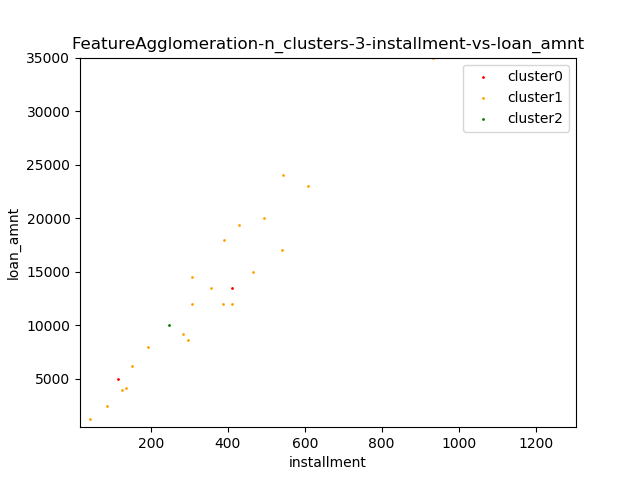 FeatureAgglomeration-n_clusters-3-installment-vs-loan_amnt
35000
30000
25000
20000
15000
10000
5000
loan_amnt
cluster0
cluster1
cluster2
200 400 600 800 1000 1200
installment